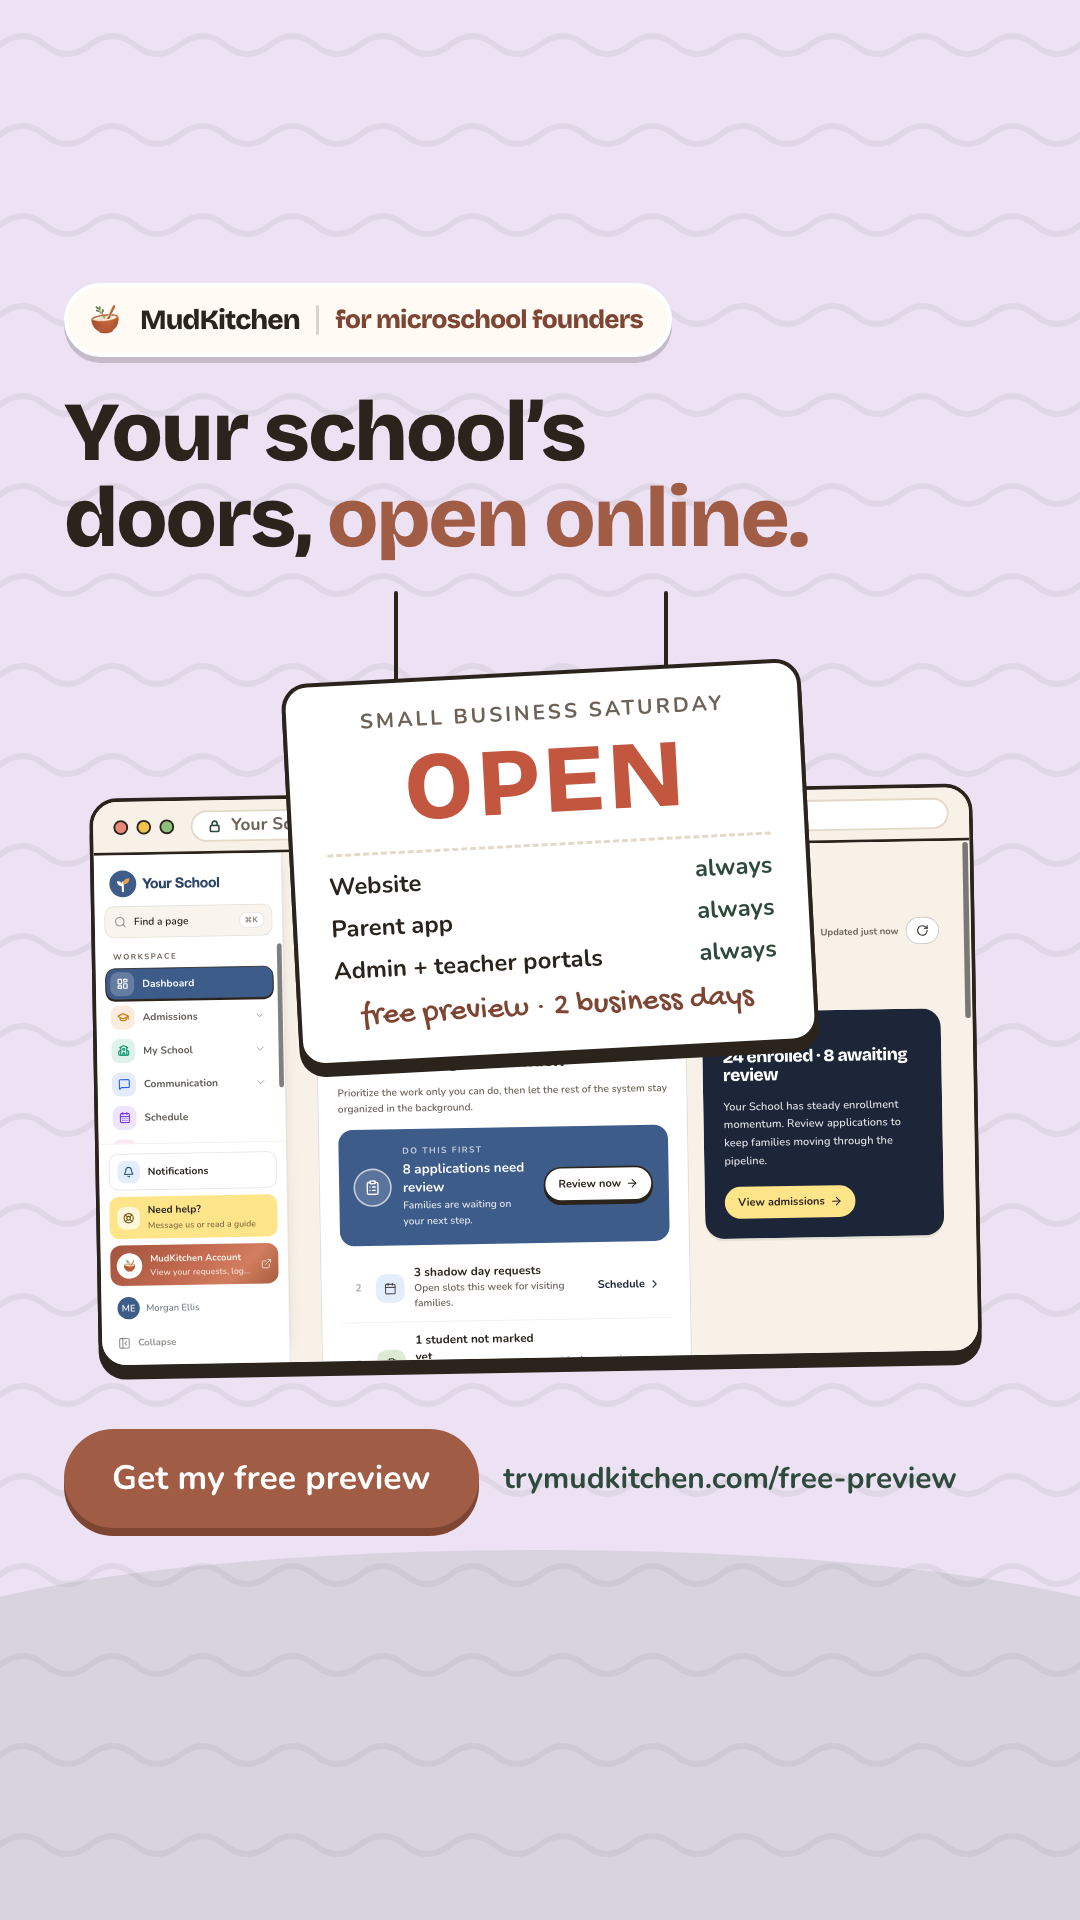 MudKitchen | for microschool founders
Your school's
doors, open online.
SMALL BUSINESS SATURDAY
OPEN
Website always
Parent app always
Admin + teacher portals always
free preview · 2 business days
Your Sc
Your School
Find a page ⌘K
WORKSPACE
Dashboard
Admissions
My School
Communication
Schedule
Notifications
Need help?
Message us or read a guide
MudKitchen Account
View your requests, log...
ME Morgan Ellis
Collapse
Updated just now
Prioritize the work only you can do, then let the rest of the system stay
organized in the background.
DO THIS FIRST
8 applications need
review
Families are waiting on
your next step.
Review now →
2
3 shadow day requests
Open slots this week for visiting
families.
Schedule
1 student not marked
yet
24 enrolled · 8 awaiting
review
Your School has steady enrollment
momentum. Review applications to
keep families moving through the
pipeline.
View admissions →
Get my free preview
trymudkitchen.com/free-preview